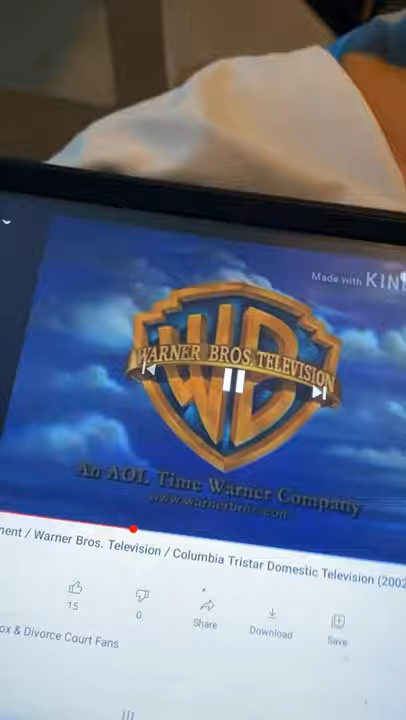 Made with KIN
WB
WARNER BROS. TELEVISION
An AOL Time Warner Company
www.warnerbros.com
nent / Warner Bros. Television / Columbia Tristar Domestic Television (2002
15
0
Share
Download
Save
ox & Divorce Court Fans